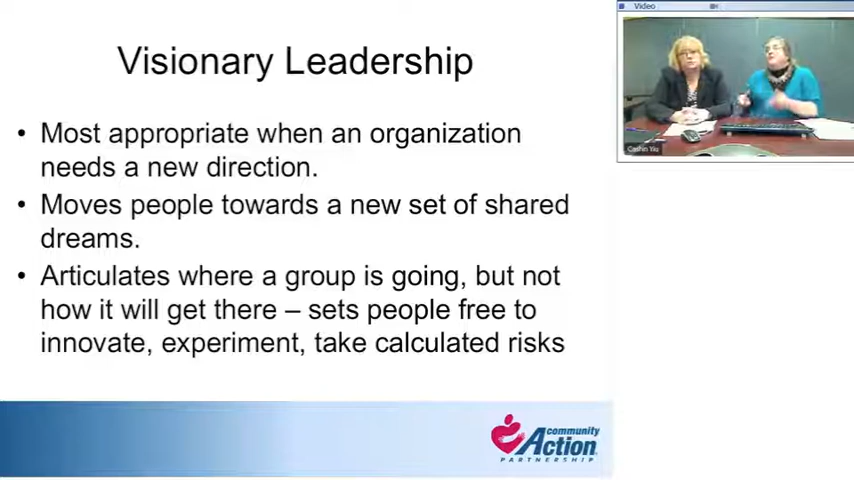 Video
Visionary Leadership
• Most appropriate when an organization
needs a new direction.
• Moves people towards a new set of shared
dreams.
• Articulates where a group is going, but not
how it will get there – sets people free to
innovate, experiment, take calculated risks
community
Action
PARTNERSHIP